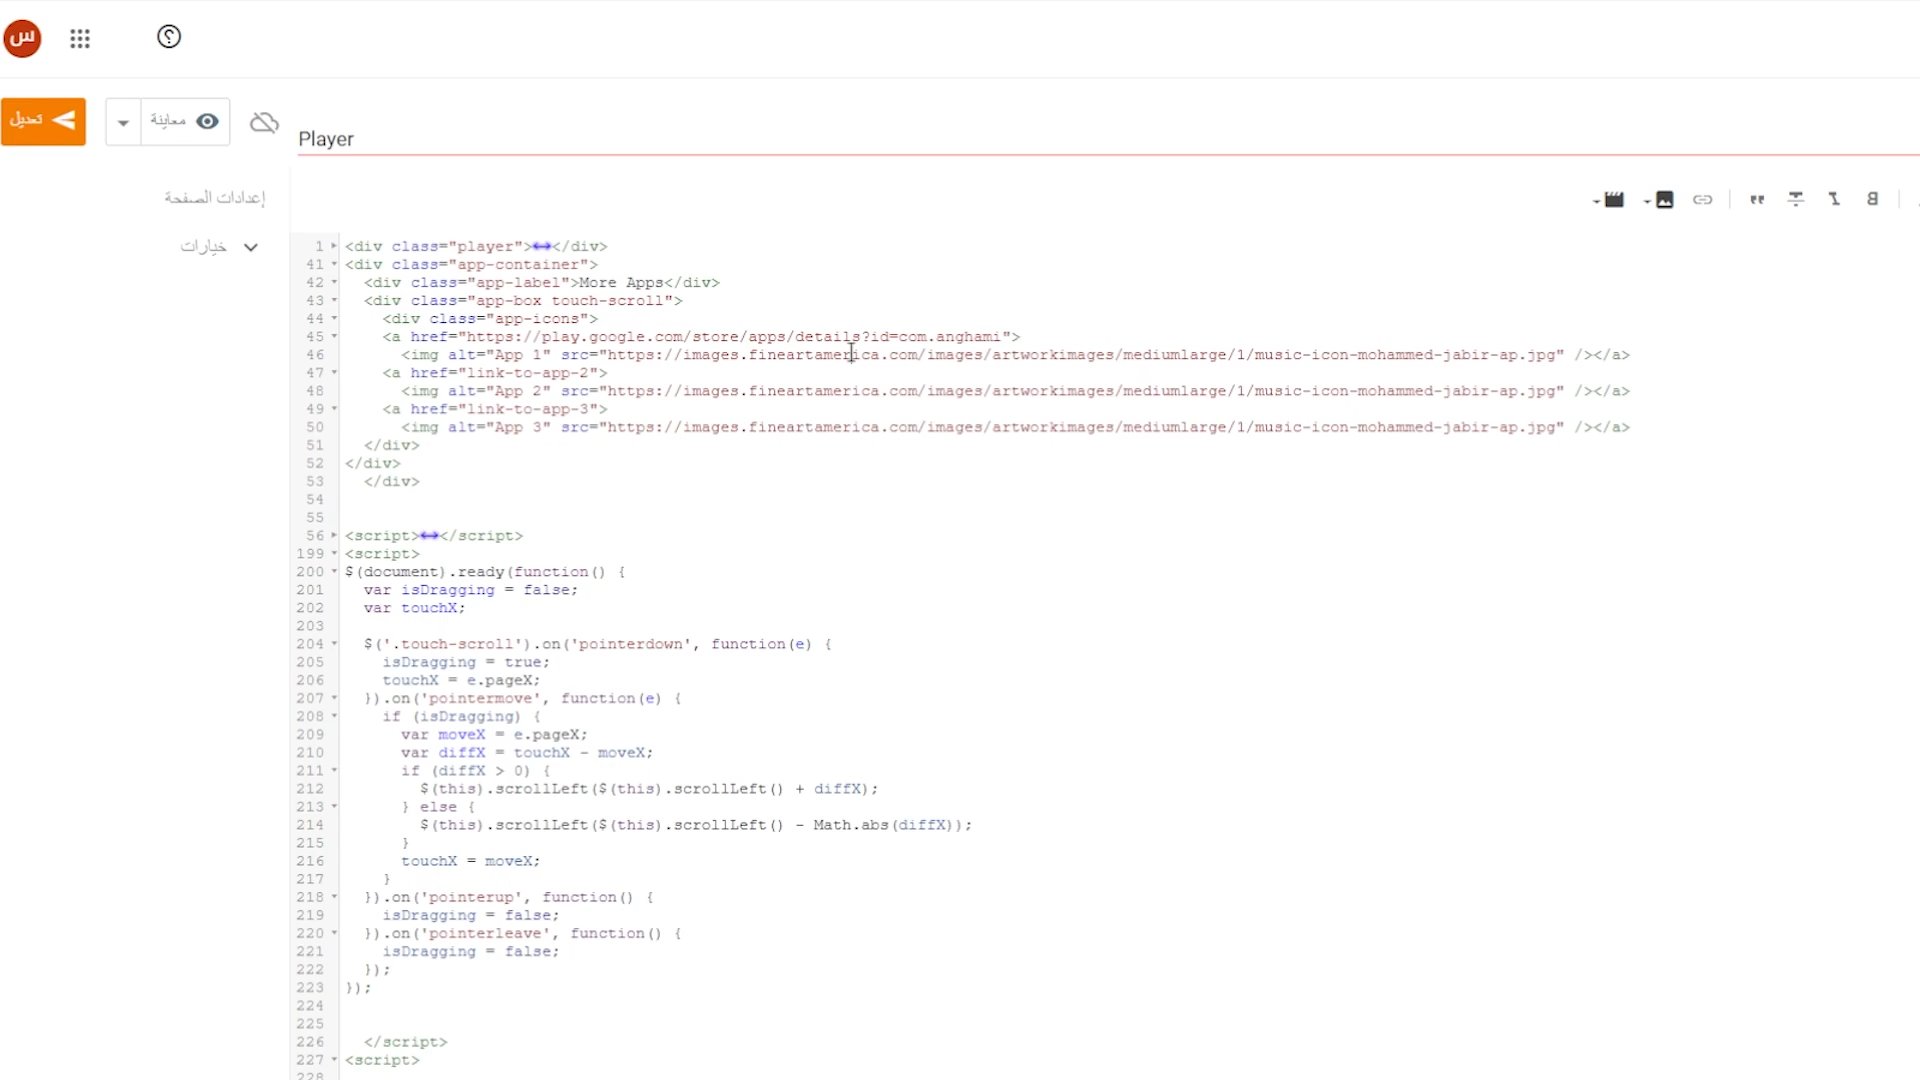 س
تعديل
معاينة
Player
إعدادات الصفحة
خيارات
B
1 <div class="player"></div>
41 <div class="app-container">
42 <div class="app-label">More Apps</div>
43 <div class="app-box touch-scroll">
44 <div class="app-icons">
45 <a href="https://play.google.com/store/apps/details?id=com.anghami">
46 <img alt="App 1" src="https://images.fineartamerica.com/images/artworkimages/mediumlarge/1/music-icon-mohammed-jabir-ap.jpg" /></a>
47 <a href="link-to-app-2">
48 <img alt="App 2" src="https://images.fineartamerica.com/images/artworkimages/mediumlarge/1/music-icon-mohammed-jabir-ap.jpg" /></a>
49 <a href="link-to-app-3">
50 <img alt="App 3" src="https://images.fineartamerica.com/images/artworkimages/mediumlarge/1/music-icon-mohammed-jabir-ap.jpg" /></a>
51 </div>
52 </div>
53 </div>
54
55
56 <script></script>
199 <script>
200 $(document).ready(function() {
201 var isDragging = false;
202 var touchX;
203
204 $('.touch-scroll').on('pointerdown', function(e) {
205 isDragging = true;
206 touchX = e.pageX;
207 }).on('pointermove', function(e) {
208 if (isDragging) {
209 var moveX = e.pageX;
210 var diffX = touchX - moveX;
211 if (diffX > 0) {
212 $(this).scrollLeft($(this).scrollLeft() + diffX);
213 } else {
214 $(this).scrollLeft($(this).scrollLeft() - Math.abs(diffX));
215 }
216 touchX = moveX;
217 }
218 }).on('pointerup', function() {
219 isDragging = false;
220 }).on('pointerleave', function() {
221 isDragging = false;
222 });
223 });
224
225
226 </script>
227 <script>
228